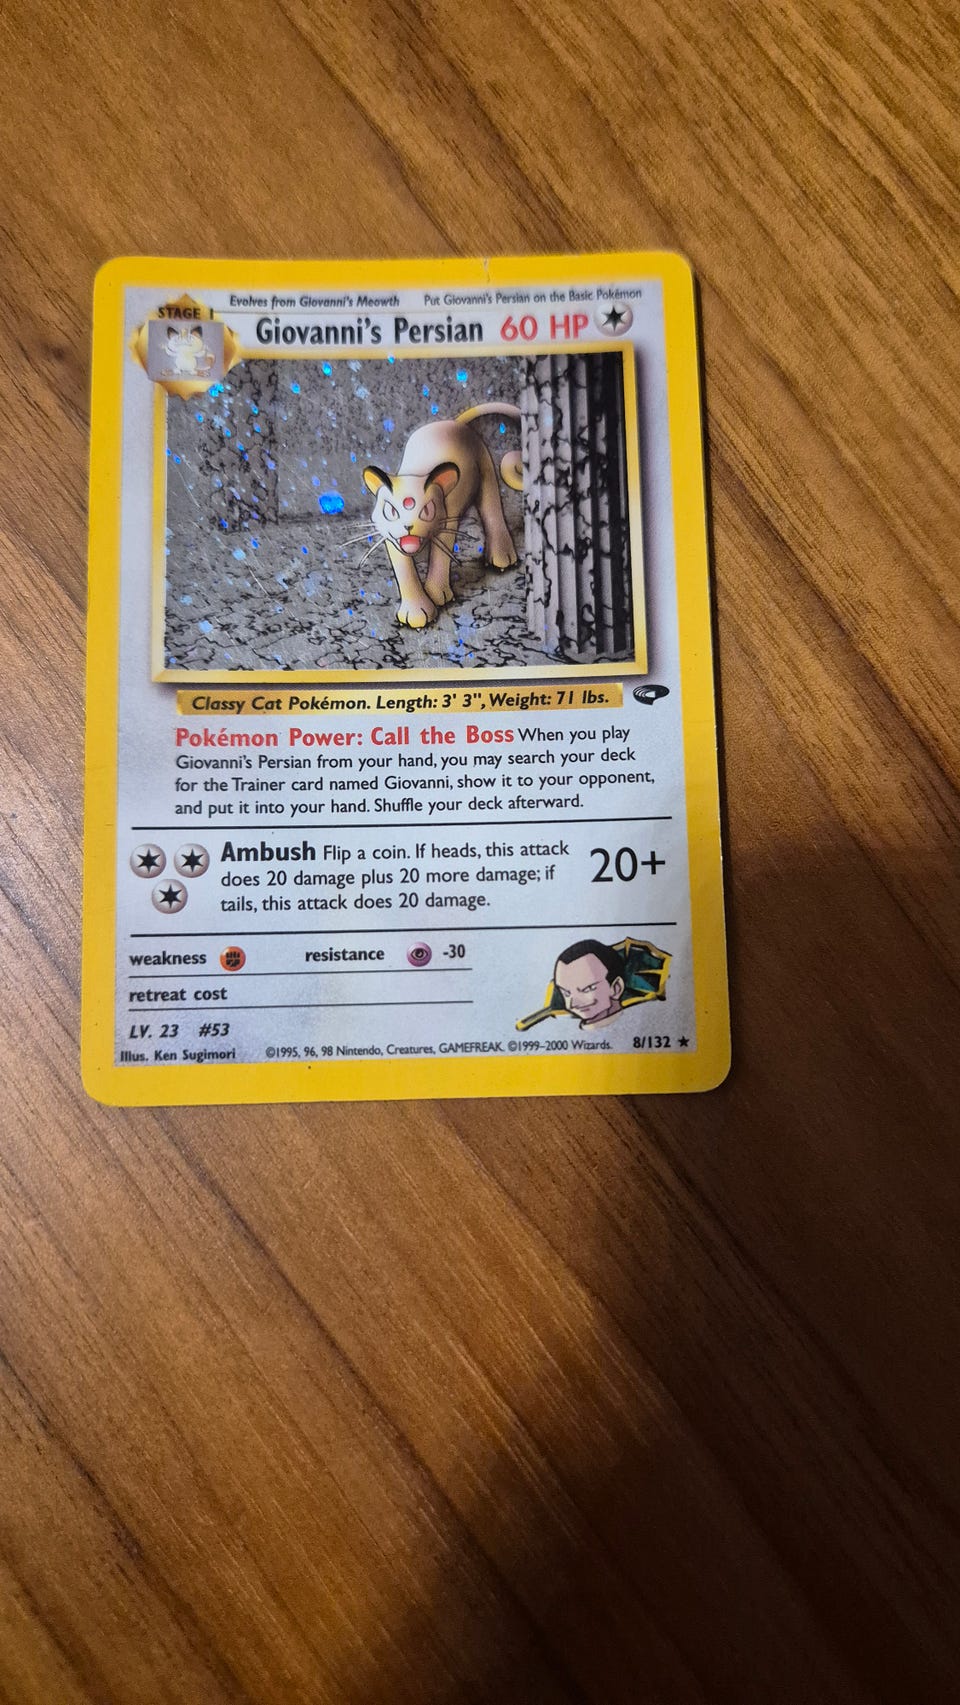 Evolves from Giovanni's Meowth Put Giovanni's Persian on the Basic Pokémon
STAGE 1
Giovanni's Persian 60 HP
Classy Cat Pokémon. Length: 3' 3", Weight: 71 lbs.
Pokémon Power: Call the Boss When you play
Giovanni's Persian from your hand, you may search your deck
for the Trainer card named Giovanni, show it to your opponent,
and put it into your hand. Shuffle your deck afterward.
Ambush Flip a coin. If heads, this attack
does 20 damage plus 20 more damage; if
tails, this attack does 20 damage.
20+
weakness resistance -30
retreat cost
LV. 23 #53
Illus. Ken Sugimori ©1995, 96, 98 Nintendo, Creatures, GAMEFREAK. ©1999–2000 Wizards. 8/132 ★